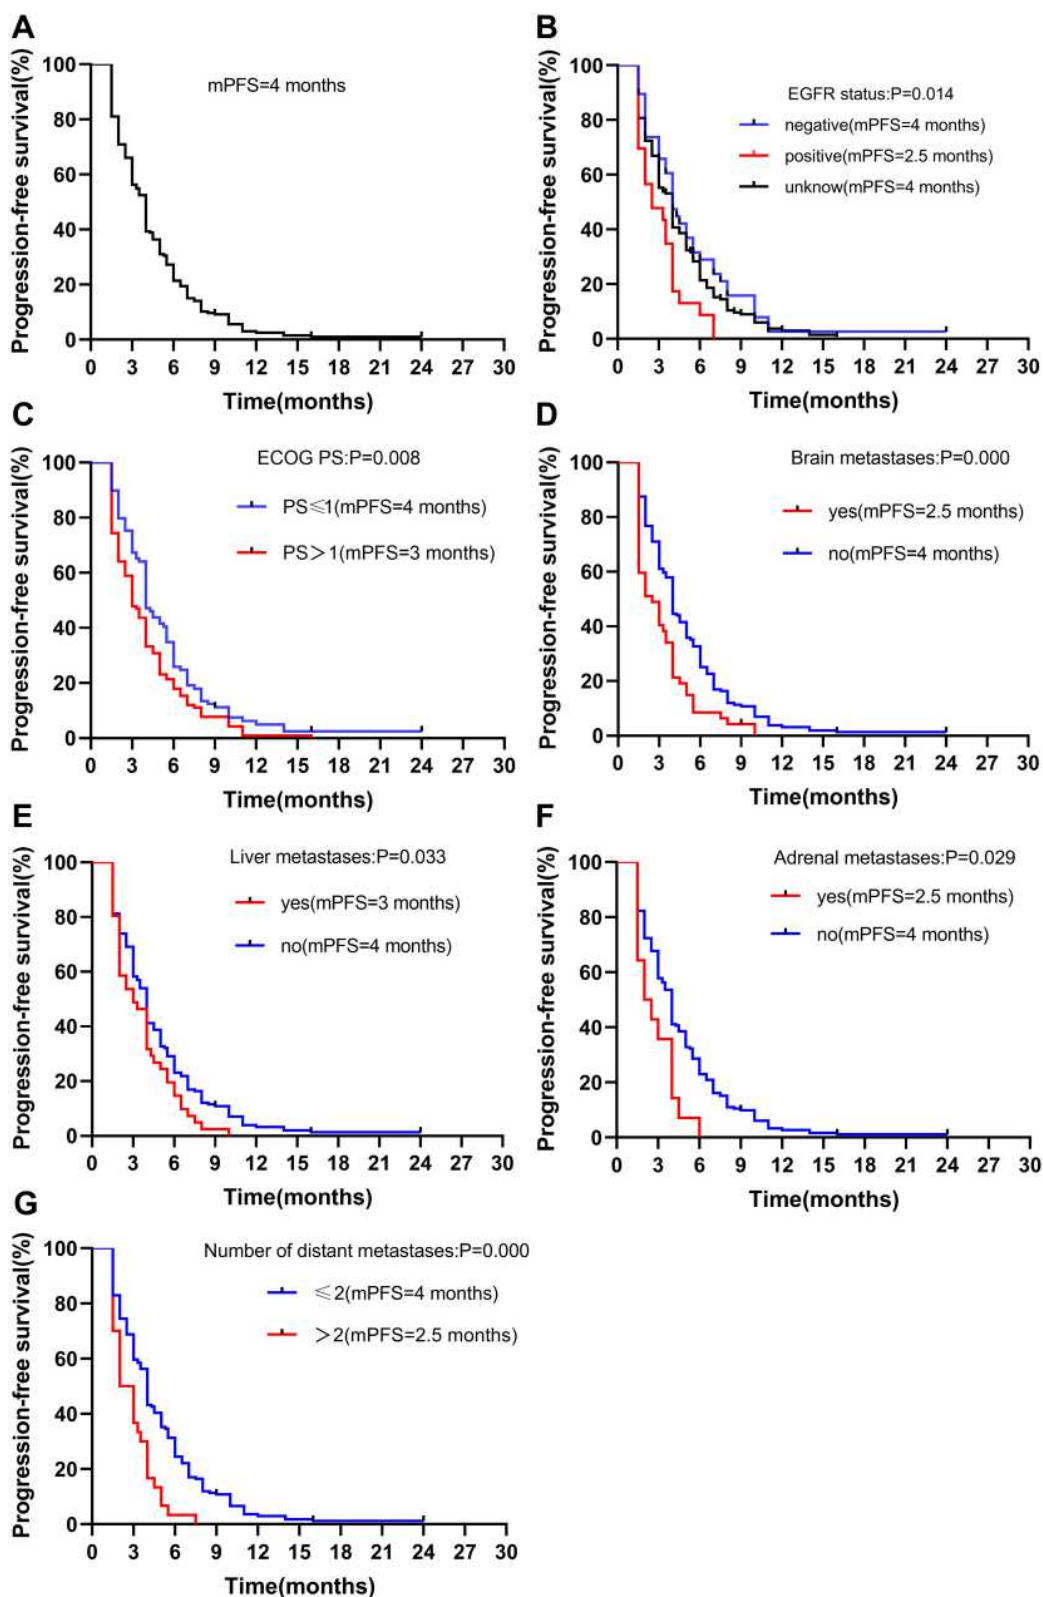 A
Progression-free survival(%)
100
80
60
40
20
0
mPFS=4 months
0 3 6 9 12 15 18 21 24 27 30
Time(months)
B
Progression-free survival(%)
100
80
60
40
20
0
EGFR status:P=0.014
negative(mPFS=4 months)
positive(mPFS=2.5 months)
unknow(mPFS=4 months)
0 3 6 9 12 15 18 21 24 27 30
Time(months)
C
Progression-free survival(%)
100
80
60
40
20
0
ECOG PS:P=0.008
PS≤1(mPFS=4 months)
PS>1(mPFS=3 months)
0 3 6 9 12 15 18 21 24 27 30
Time(months)
D
Progression-free survival(%)
100
80
60
40
20
0
Brain metastases:P=0.000
yes(mPFS=2.5 months)
no(mPFS=4 months)
0 3 6 9 12 15 18 21 24 27 30
Time(months)
E
Progression-free survival(%)
100
80
60
40
20
0
Liver metastases:P=0.033
yes(mPFS=3 months)
no(mPFS=4 months)
0 3 6 9 12 15 18 21 24 27 30
Time(months)
F
Progression-free survival(%)
100
80
60
40
20
0
Adrenal metastases:P=0.029
yes(mPFS=2.5 months)
no(mPFS=4 months)
0 3 6 9 12 15 18 21 24 27 30
Time(months)
G
Progression-free survival(%)
100
80
60
40
20
0
Number of distant metastases:P=0.000
≤2(mPFS=4 months)
>2(mPFS=2.5 months)
0 3 6 9 12 15 18 21 24 27 30
Time(months)